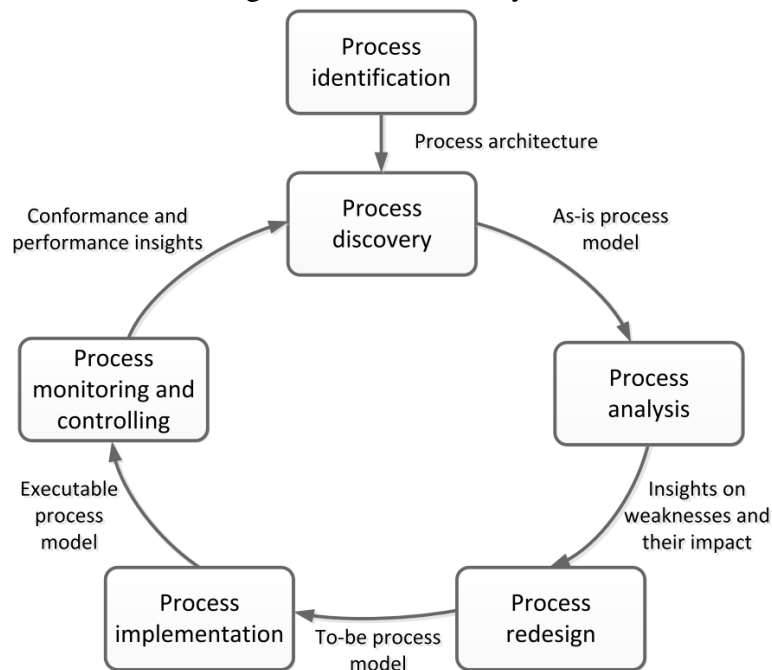 Process
identification
Process architecture
Process
discovery
As-is process
model
Process
analysis
Insights on
weaknesses and
their impact
Process
redesign
To-be process
model
Process
implementation
Executable
process
model
Process
monitoring and
controlling
Conformance and
performance insights